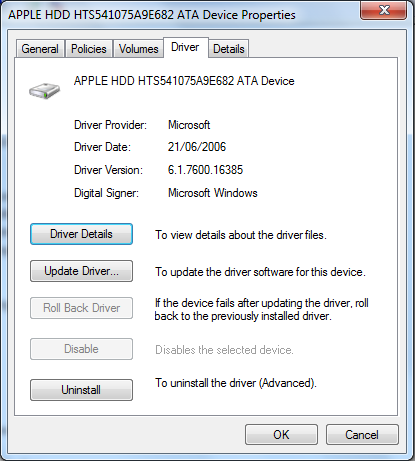 APPLE HDD HTS541075A9E682 ATA Device Properties
General Policies Volumes Driver Details
APPLE HDD HTS541075A9E682 ATA Device
Driver Provider: Microsoft
Driver Date: 21/06/2006
Driver Version: 6.1.7600.16385
Digital Signer: Microsoft Windows
Driver Details To view details about the driver files.
Update Driver... To update the driver software for this device.
Roll Back Driver If the device fails after updating the driver, roll
back to the previously installed driver.
Disable Disables the selected device.
Uninstall To uninstall the driver (Advanced).
OK Cancel